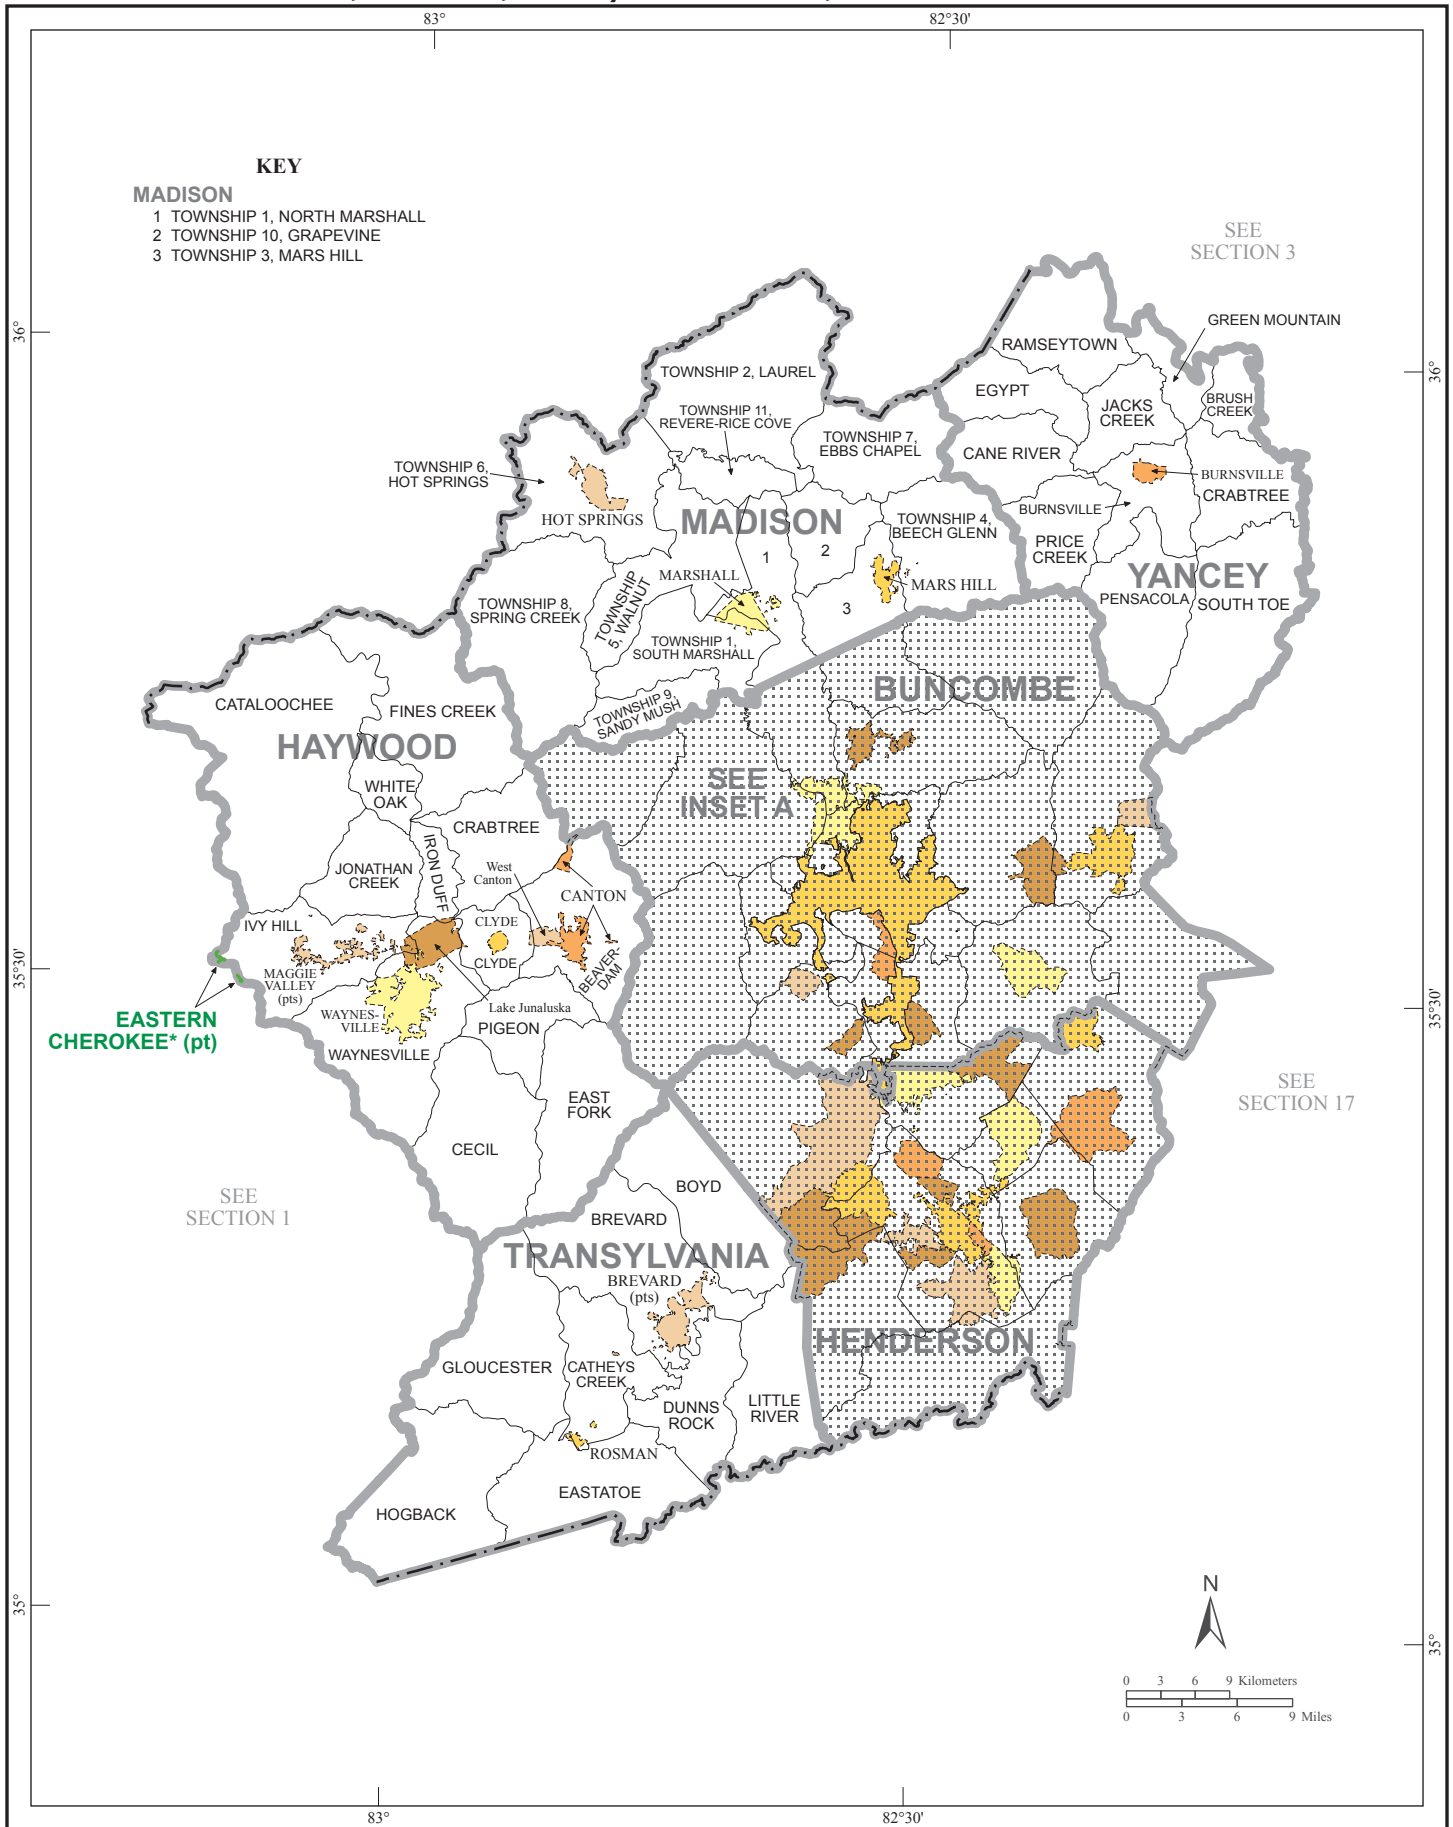 83°
82°30'
KEY
MADISON
1 TOWNSHIP 1, NORTH MARSHALL
2 TOWNSHIP 10, GRAPEVINE
3 TOWNSHIP 3, MARS HILL
SEE
SECTION 3
36°
36°
GREEN MOUNTAIN
RAMSEYTOWN
EGYPT
JACKS
CREEK
BRUSH
CREEK
CANE RIVER
BURNSVILLE
CRABTREE
BURNSVILLE
PRICE
CREEK
YANCEY
PENSACOLA
SOUTH TOE
TOWNSHIP 2, LAUREL
TOWNSHIP 11,
REVERE-RICE COVE
TOWNSHIP 7,
EBBS CHAPEL
TOWNSHIP 6,
HOT SPRINGS
HOT SPRINGS
MADISON
TOWNSHIP 4,
BEECH GLENN
1
2
3
MARSHALL
MARS HILL
TOWNSHIP 8,
SPRING CREEK
TOWNSHIP
5, WALNUT
TOWNSHIP 1,
SOUTH MARSHALL
TOWNSHIP 9,
SANDY MUSH
BUNCOMBE
SEE
INSET A
CATALOOCHEE
FINES CREEK
HAYWOOD
WHITE
OAK
CRABTREE
IRON DUFF
JONATHAN
CREEK
West
Canton
CANTON
IVY HILL
CLYDE
CLYDE
BEAVER-
DAM
MAGGIE
VALLEY
(pts)
Lake Junaluska
WAYNES-
VILLE
PIGEON
WAYNESVILLE
EASTERN
CHEROKEE* (pt)
35°30'
35°30'
EAST
FORK
CECIL
SEE
SECTION 17
SEE
SECTION 1
BOYD
BREVARD
TRANSYLVANIA
BREVARD
(pts)
HENDERSON
GLOUCESTER
CATHEYS
CREEK
DUNNS
ROCK
LITTLE
RIVER
ROSMAN
EASTATOE
HOGBACK
N
35°
35°
0 3 6 9 Kilometers
0 3 6 9 Miles
83°
82°30'